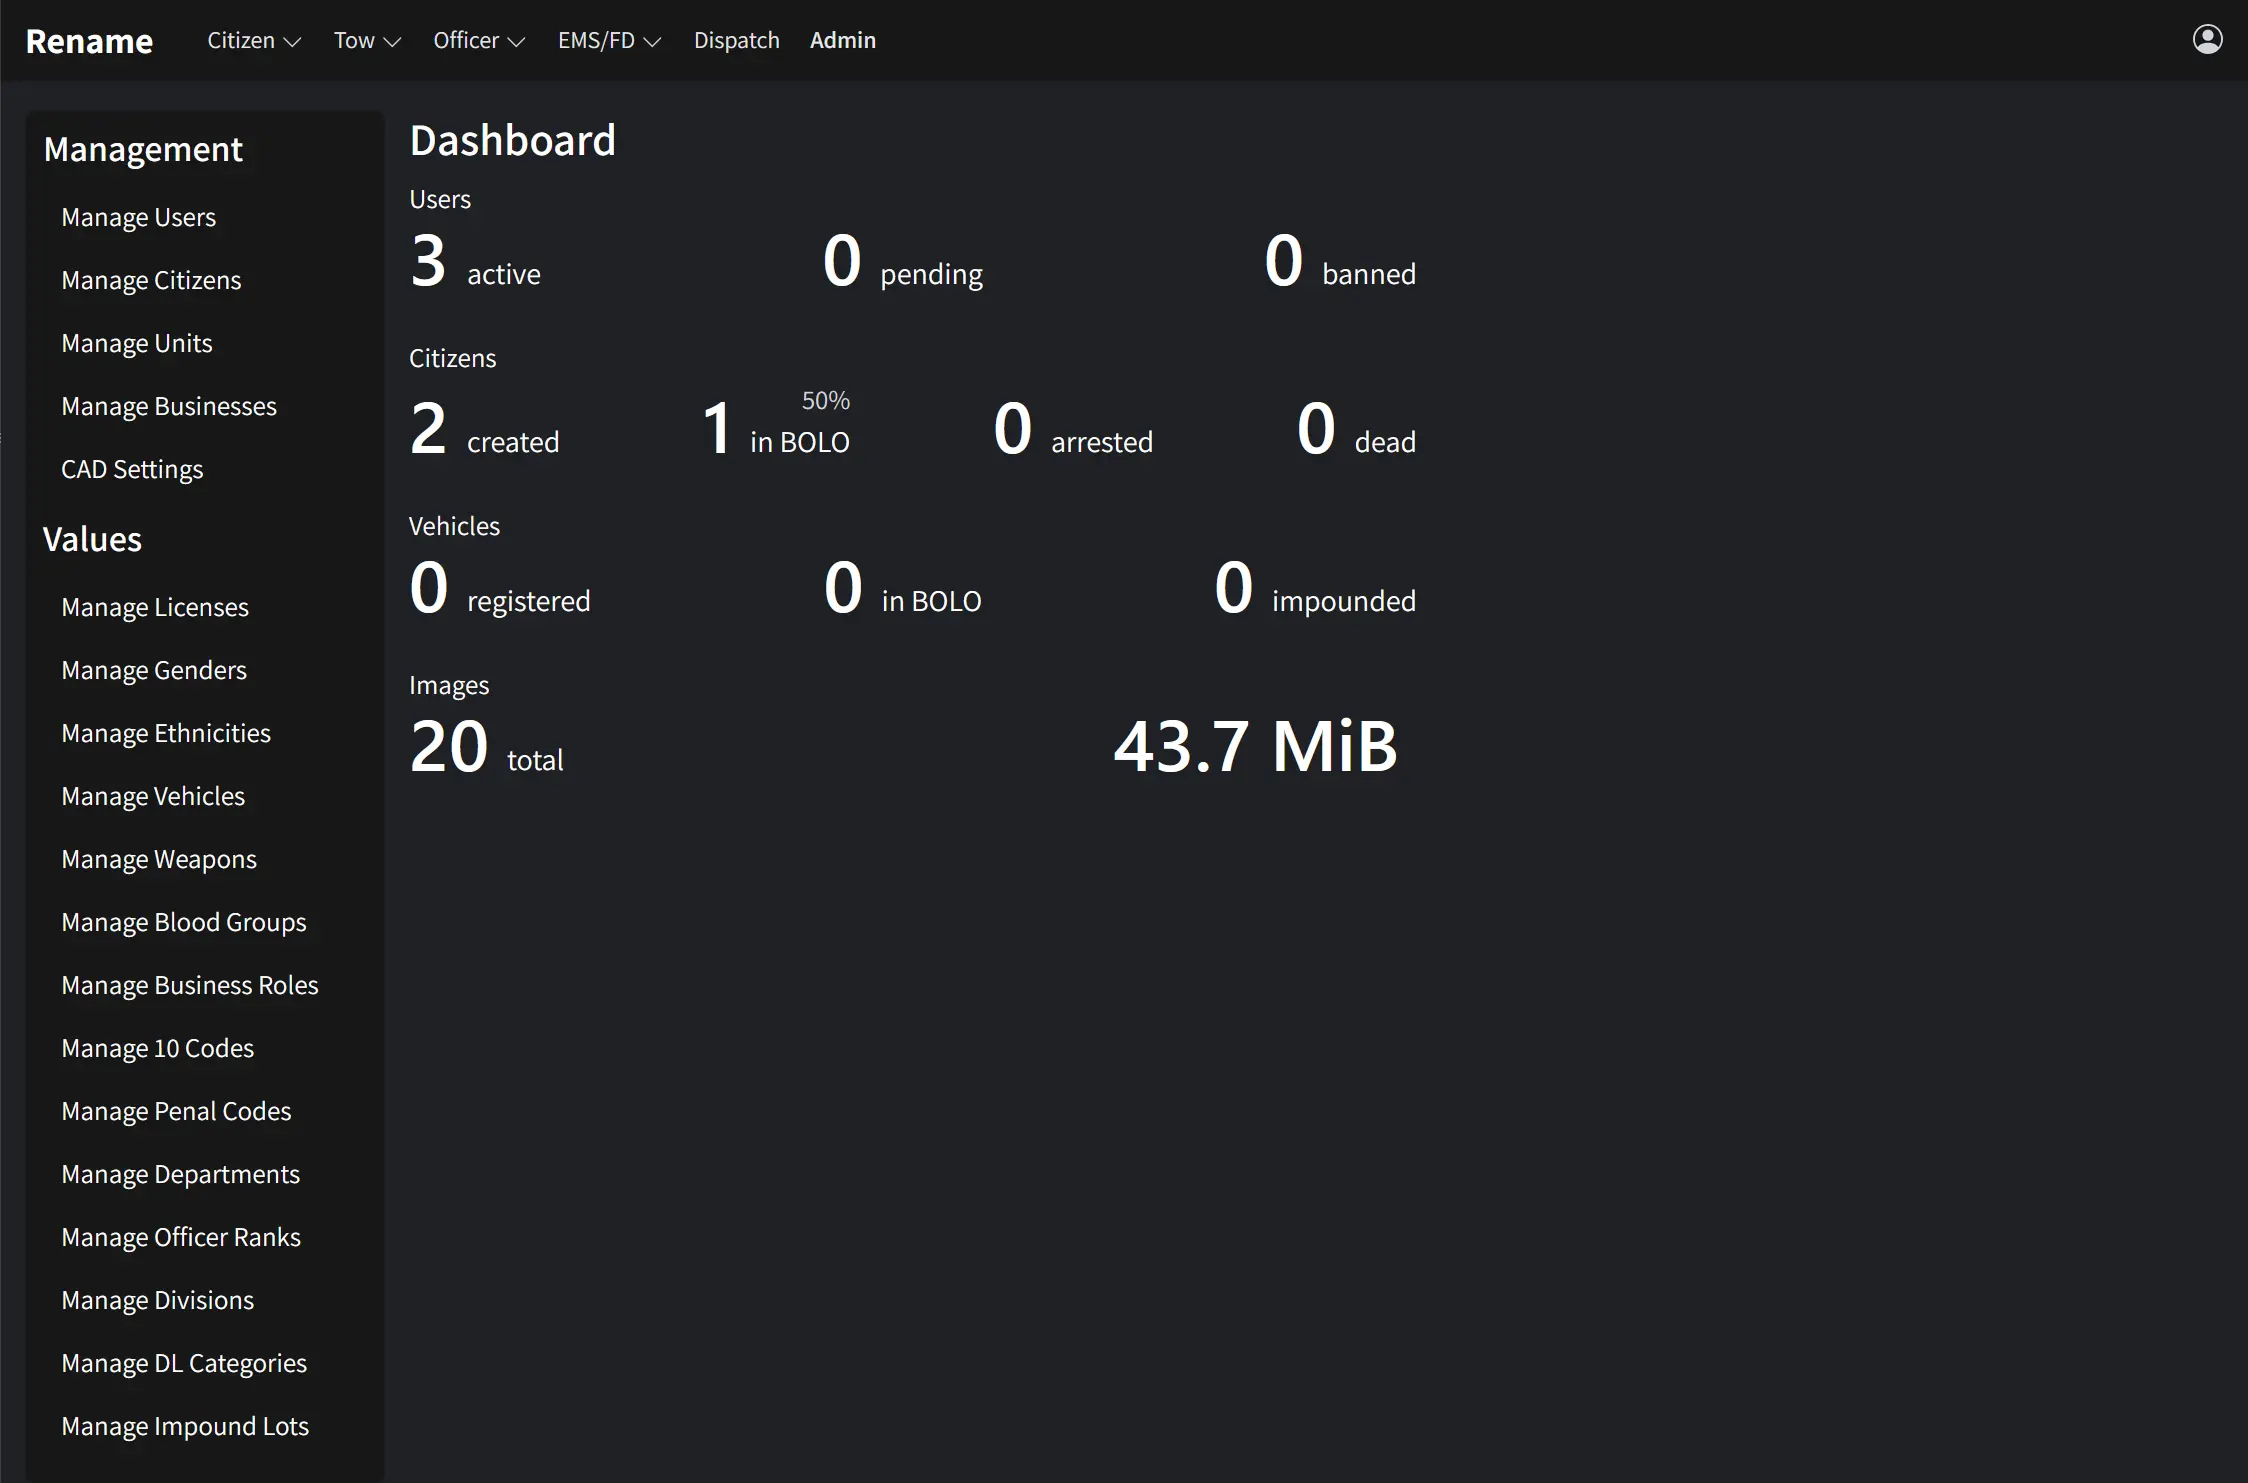 Rename Citizen Tow Officer EMS/FD Dispatch Admin
Management
Manage Users
Manage Citizens
Manage Units
Manage Businesses
CAD Settings
Values
Manage Licenses
Manage Genders
Manage Ethnicities
Manage Vehicles
Manage Weapons
Manage Blood Groups
Manage Business Roles
Manage 10 Codes
Manage Penal Codes
Manage Departments
Manage Officer Ranks
Manage Divisions
Manage DL Categories
Manage Impound Lots
Dashboard
Users
3 active 0 pending 0 banned
Citizens
50%
2 created 1 in BOLO 0 arrested 0 dead
Vehicles
0 registered 0 in BOLO 0 impounded
Images
20 total 43.7 MiB